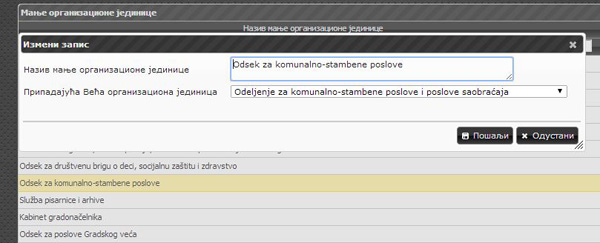 Мање организационе јединице
Назив мање организационе јединице
Измени запис
Назив мање организационе јединице
Odsek za komunalno-stambene poslove
Припадајућа Већа организациона јединица
Odeljenje za komunalno-stambene poslove i poslove saobraćaja
Пошаљи
Одустани
Odsek za društvenu brigu o deci, socijalnu zaštitu i zdravstvo
Odsek za komunalno-stambene poslove
Služba pisarnice i arhive
Kabinet gradonačelnika
Odsek za poslove Gradskog veća